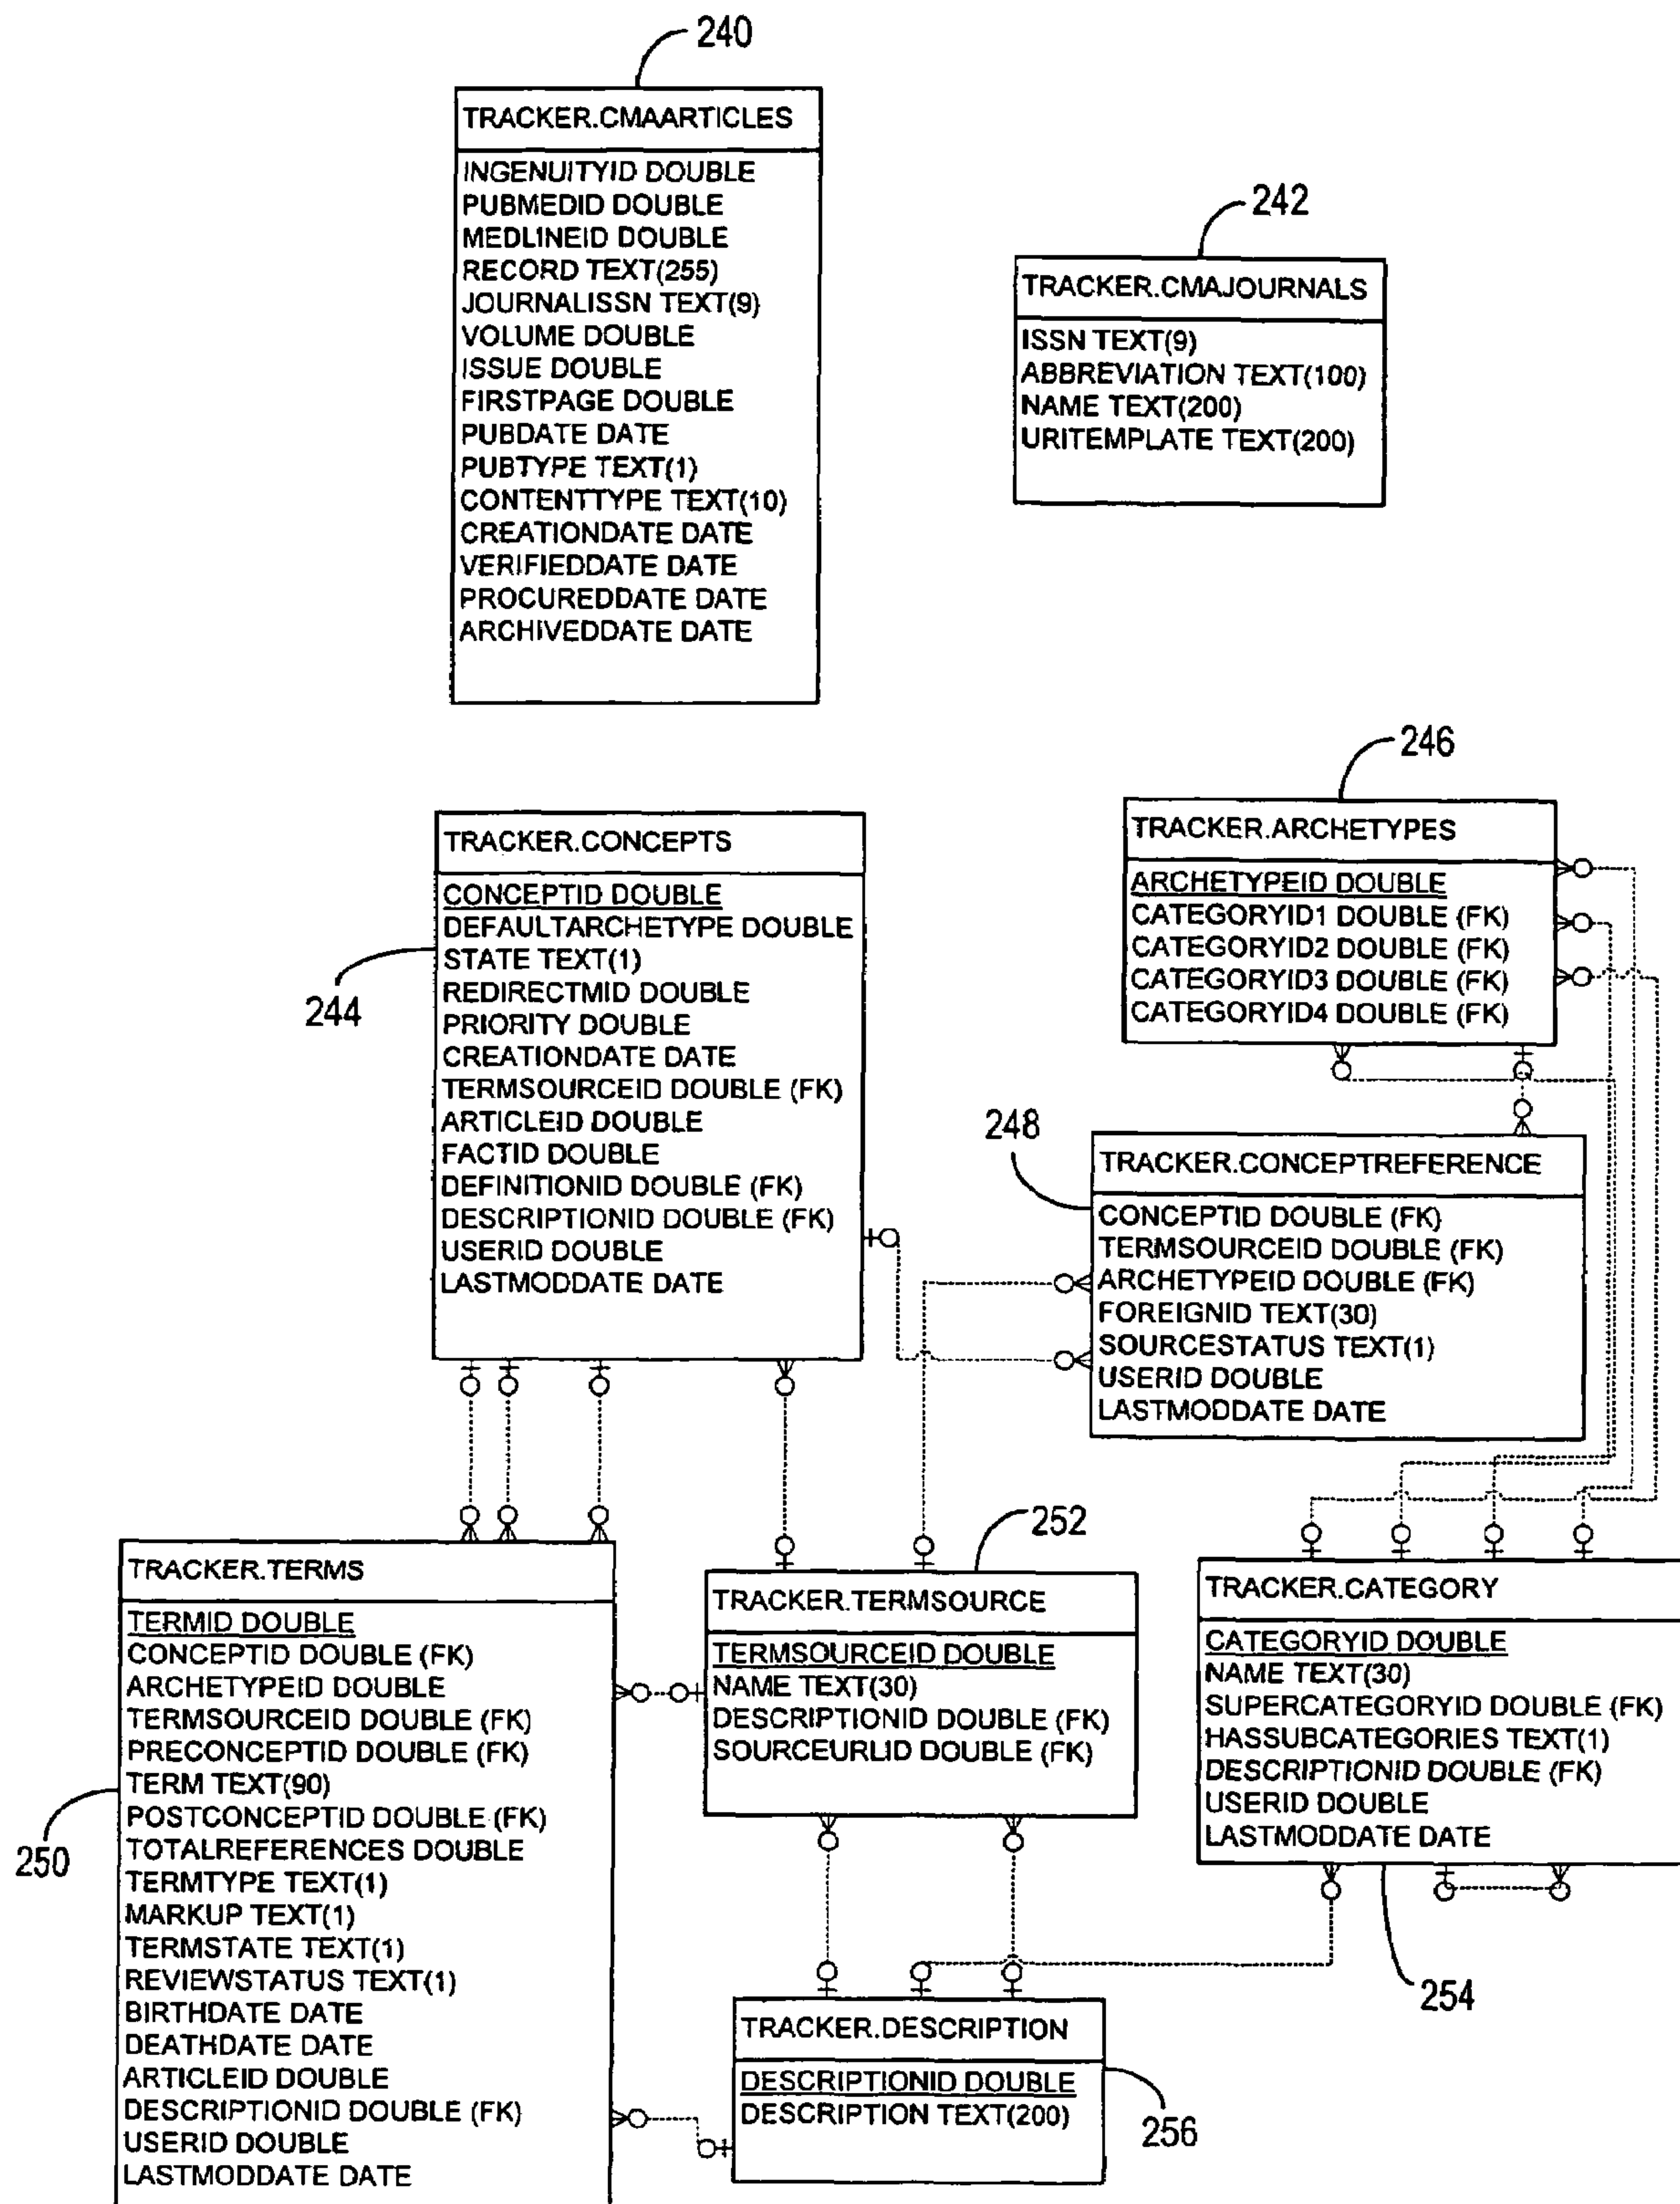 240
TRACKER.CMAARTICLES
INGENUITYID DOUBLE
PUBMEDID DOUBLE
MEDLINEID DOUBLE
RECORD TEXT(255)
JOURNALISSN TEXT(9)
VOLUME DOUBLE
ISSUE DOUBLE
FIRSTPAGE DOUBLE
PUBDATE DATE
PUBTYPE TEXT(1)
CONTENTTYPE TEXT(10)
CREATIONDATE DATE
VERIFIEDDATE DATE
PROCUREDDATE DATE
ARCHIVEDDATE DATE
242
TRACKER.CMAJOURNALS
ISSN TEXT(9)
ABBREVIATION TEXT(100)
NAME TEXT(200)
URITEMPLATE TEXT(200)
244
TRACKER.CONCEPTS
CONCEPTID DOUBLE
DEFAULTARCHETYPE DOUBLE
STATE TEXT(1)
REDIRECTMID DOUBLE
PRIORITY DOUBLE
CREATIONDATE DATE
TERMSOURCEID DOUBLE (FK)
ARTICLEID DOUBLE
FACTID DOUBLE
DEFINITIONID DOUBLE (FK)
DESCRIPTIONID DOUBLE (FK)
USERID DOUBLE
LASTMODDATE DATE
246
TRACKER.ARCHETYPES
ARCHETYPEID DOUBLE
CATEGORYID1 DOUBLE (FK)
CATEGORYID2 DOUBLE (FK)
CATEGORYID3 DOUBLE (FK)
CATEGORYID4 DOUBLE (FK)
248
TRACKER.CONCEPTREFERENCE
CONCEPTID DOUBLE (FK)
TERMSOURCEID DOUBLE (FK)
ARCHETYPEID DOUBLE (FK)
FOREIGNID TEXT(30)
SOURCESTATUS TEXT(1)
USERID DOUBLE
LASTMODDATE DATE
250
TRACKER.TERMS
TERMID DOUBLE
CONCEPTID DOUBLE (FK)
ARCHETYPEID DOUBLE
TERMSOURCEID DOUBLE (FK)
PRECONCEPTID DOUBLE (FK)
TERM TEXT(90)
POSTCONCEPTID DOUBLE (FK)
TOTALREFERENCES DOUBLE
TERMTYPE TEXT(1)
MARKUP TEXT(1)
TERMSTATE TEXT(1)
REVIEWSTATUS TEXT(1)
BIRTHDATE DATE
DEATHDATE DATE
ARTICLEID DOUBLE
DESCRIPTIONID DOUBLE (FK)
USERID DOUBLE
LASTMODDATE DATE
252
TRACKER.TERMSOURCE
TERMSOURCEID DOUBLE
NAME TEXT(30)
DESCRIPTIONID DOUBLE (FK)
SOURCEURLID DOUBLE (FK)
TRACKER.CATEGORY
CATEGORYID DOUBLE
NAME TEXT(30)
SUPERCATEGORYID DOUBLE (FK)
HASSUBCATEGORIES TEXT(1)
DESCRIPTIONID DOUBLE (FK)
USERID DOUBLE
LASTMODDATE DATE
254
TRACKER.DESCRIPTION
DESCRIPTIONID DOUBLE
DESCRIPTION TEXT(200)
256